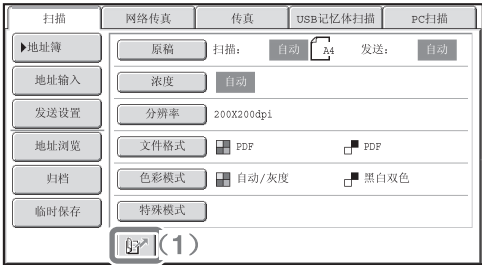 扫描 网络传真 传真 USB记忆体扫描 PC扫描
▶地址簿 原稿 扫描: 自动 A4 发送: 自动
地址输入 浓度 自动
发送设置 分辨率 200X200dpi
地址浏览 文件格式 PDF PDF
归档 色彩模式 自动/灰度 黑白双色
临时保存 特殊模式
(1)